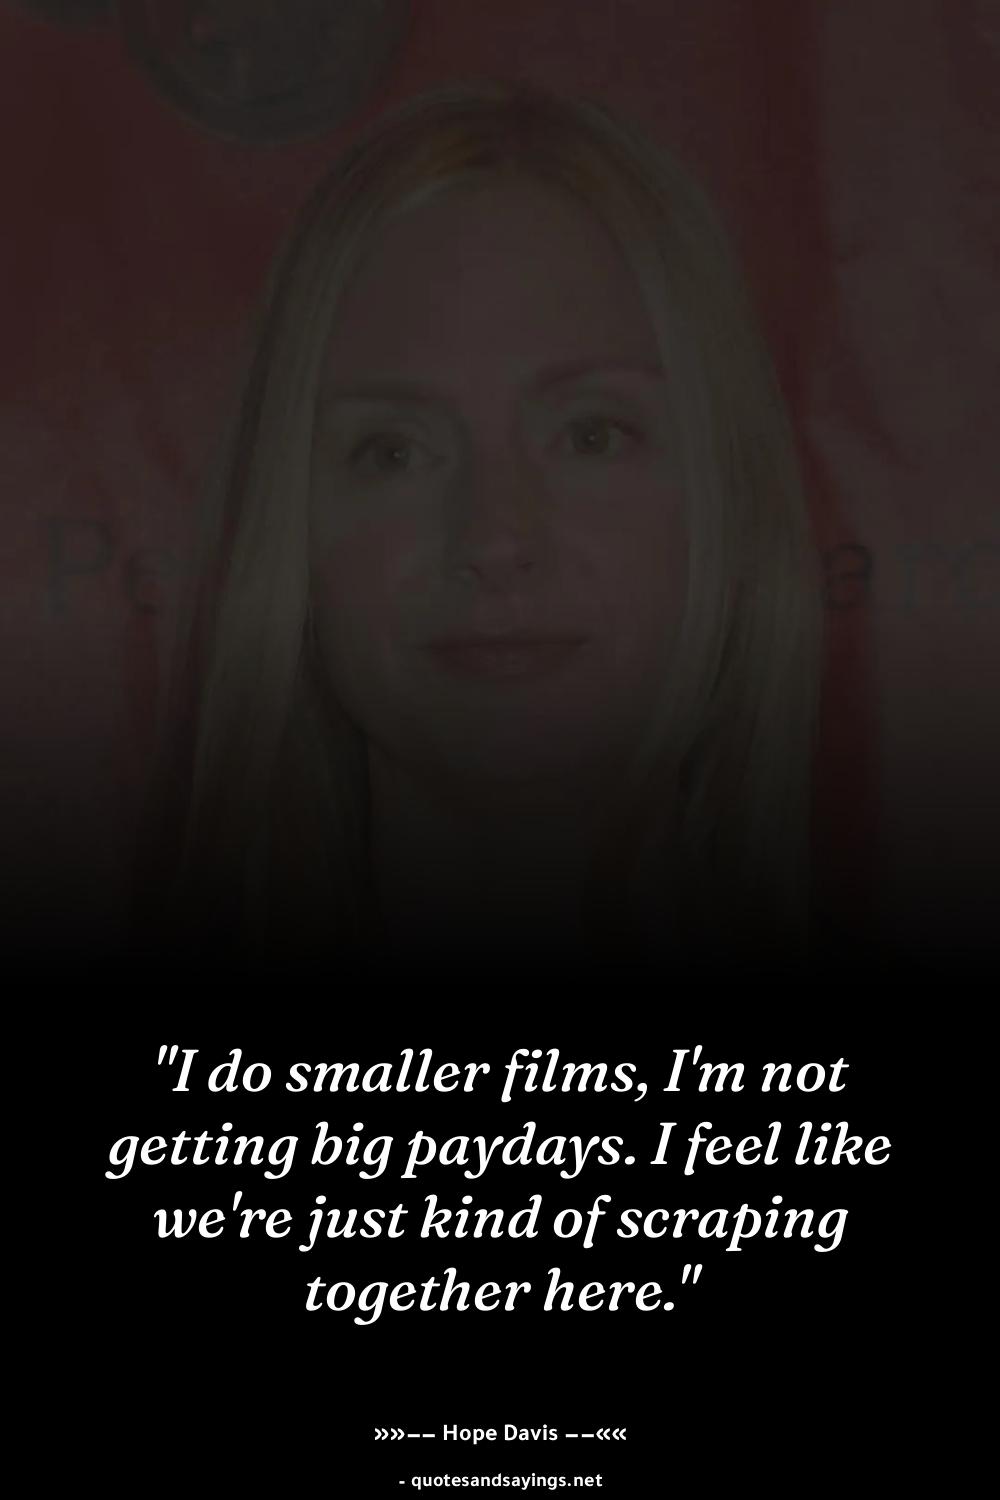 "I do smaller films, I'm not
getting big paydays. I feel like
we're just kind of scraping
together here."
»»−− Hope Davis −−««
- quotesandsayings.net